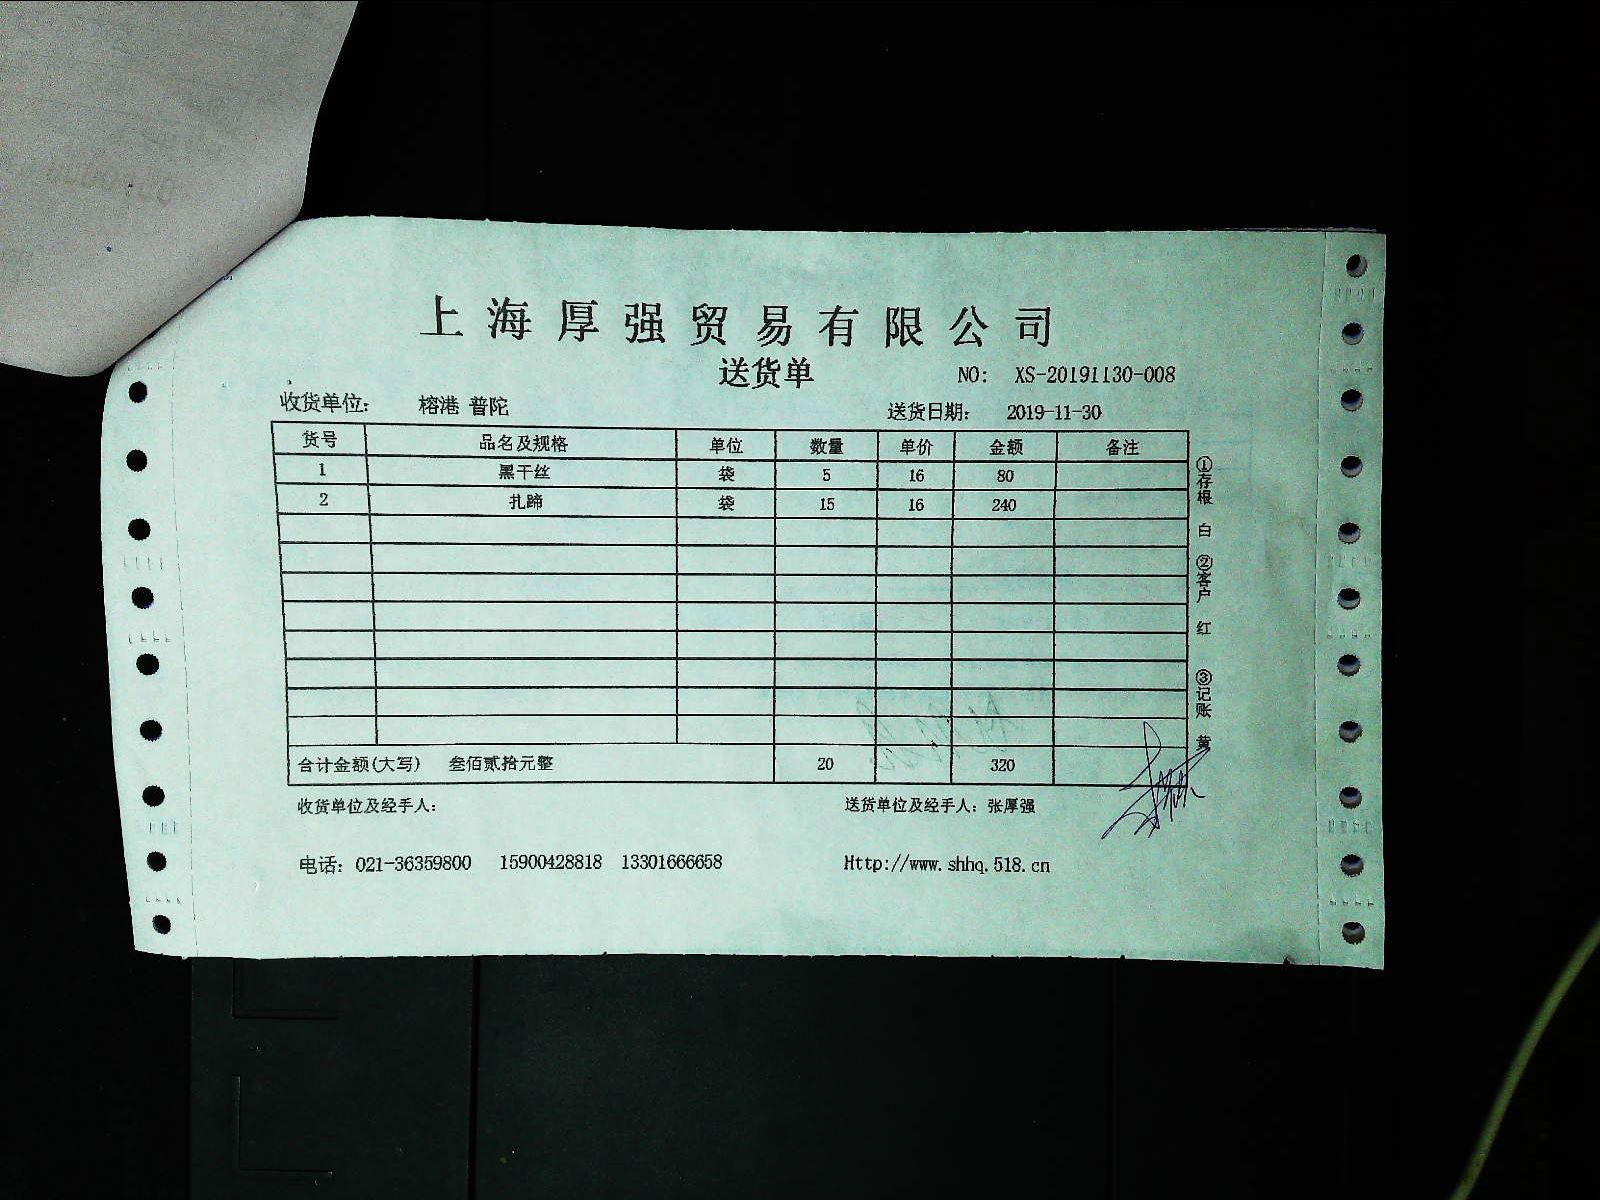 上海厚强贸易有限公司
送货单
NO: XS-20191130-008
收货单位: 榕港 普陀
送货日期: 2019-11-30
货号 品名及规格 单位 数量 单价 金额 备注
1 黑干丝 袋 5 16 80
2 扎蹄 袋 15 16 240
合计金额(大写) 叁佰贰拾元整 20 320
收货单位及经手人:
送货单位及经手人: 张厚强
电话: 021-36359800 15900428818 13301666658
Http://www.shhq.518.cn
①存根 白 ②客户 红 ③记账 黄